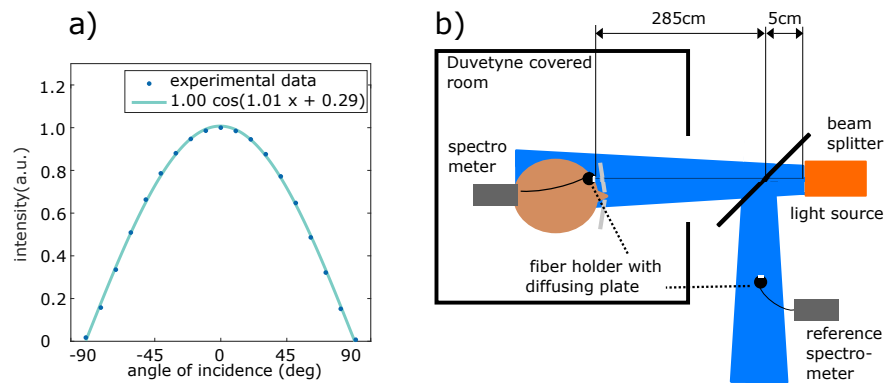 a)
1.2
1.0
0.8
0.6
0.4
0.2
0
intensity(a.u.)
experimental data
1.00 cos(1.01 x + 0.29)
-90
-45
0
45
90
angle of incidence (deg)
b)
285cm
5cm
Duvetyne covered
room
spectro
meter
beam
splitter
light source
fiber holder with
diffusing plate
reference
spectro-
meter